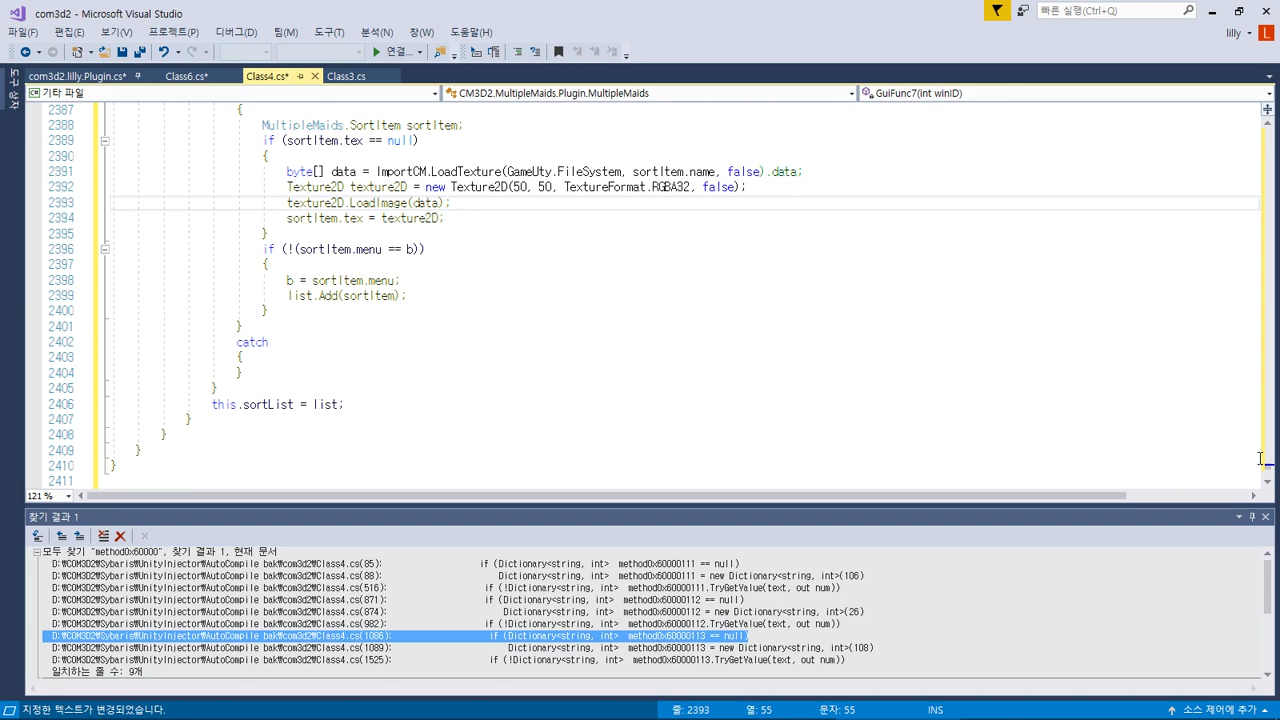 com3d2 - Microsoft Visual Studio
빠른 실행(Ctrl+Q)
파일(F) 편집(E) 보기(V) 프로젝트(P) 디버그(D) 팀(M) 도구(T) 분석(N) 창(W) 도움말(H)
lilly
L
연결...
com3d2.lilly.Plugin.cs* Class6.cs* Class4.cs* Class3.cs
도구 상자
기타 파일
CM3D2.MultipleMaids.Plugin.MultipleMaids
GuiFunc7(int winID)
2387 {
2388 MultipleMaids.SortItem sortItem;
2389 if (sortItem.tex == null)
2390 {
2391 byte[] data = ImportCM.LoadTexture(GameUty.FileSystem, sortItem.name, false).data;
2392 Texture2D texture2D = new Texture2D(50, 50, TextureFormat.RGBA32, false);
2393 texture2D.LoadImage(data);
2394 sortItem.tex = texture2D;
2395 }
2396 if (!(sortItem.menu == b))
2397 {
2398 b = sortItem.menu;
2399 list.Add(sortItem);
2400 }
2401 }
2402 catch
2403 {
2404 }
2405 }
2406 this.sortList = list;
2407 }
2408 }
2409 }
2410 }
2411
121 %
찾기 결과 1
모두 찾기 "method0x60000", 찾기 결과 1, 현재 문서
D:₩COM3D2₩Sybaris₩UnityInjector₩AutoCompile bak₩com3d2₩Class4.cs(85): if (Dictionary<string, int> method0x60000111 == null)
D:₩COM3D2₩Sybaris₩UnityInjector₩AutoCompile bak₩com3d2₩Class4.cs(88): Dictionary<string, int> method0x60000111 = new Dictionary<string, int>(106)
D:₩COM3D2₩Sybaris₩UnityInjector₩AutoCompile bak₩com3d2₩Class4.cs(516): if (!Dictionary<string, int> method0x60000111.TryGetValue(text, out num))
D:₩COM3D2₩Sybaris₩UnityInjector₩AutoCompile bak₩com3d2₩Class4.cs(871): if (Dictionary<string, int> method0x60000112 == null)
D:₩COM3D2₩Sybaris₩UnityInjector₩AutoCompile bak₩com3d2₩Class4.cs(874): Dictionary<string, int> method0x60000112 = new Dictionary<string, int>(26)
D:₩COM3D2₩Sybaris₩UnityInjector₩AutoCompile bak₩com3d2₩Class4.cs(982): if (!Dictionary<string, int> method0x60000112.TryGetValue(text, out num))
D:₩COM3D2₩Sybaris₩UnityInjector₩AutoCompile bak₩com3d2₩Class4.cs(1086): if (Dictionary<string, int> method0x60000113 == null)
D:₩COM3D2₩Sybaris₩UnityInjector₩AutoCompile bak₩com3d2₩Class4.cs(1089): Dictionary<string, int> method0x60000113 = new Dictionary<string, int>(108)
D:₩COM3D2₩Sybaris₩UnityInjector₩AutoCompile bak₩com3d2₩Class4.cs(1525): if (!Dictionary<string, int> method0x60000113.TryGetValue(text, out num))
일치하는 줄 수: 9개
지정한 텍스트가 변경되었습니다. 줄: 2393 열: 55 문자: 55 INS 소스 제어에 추가